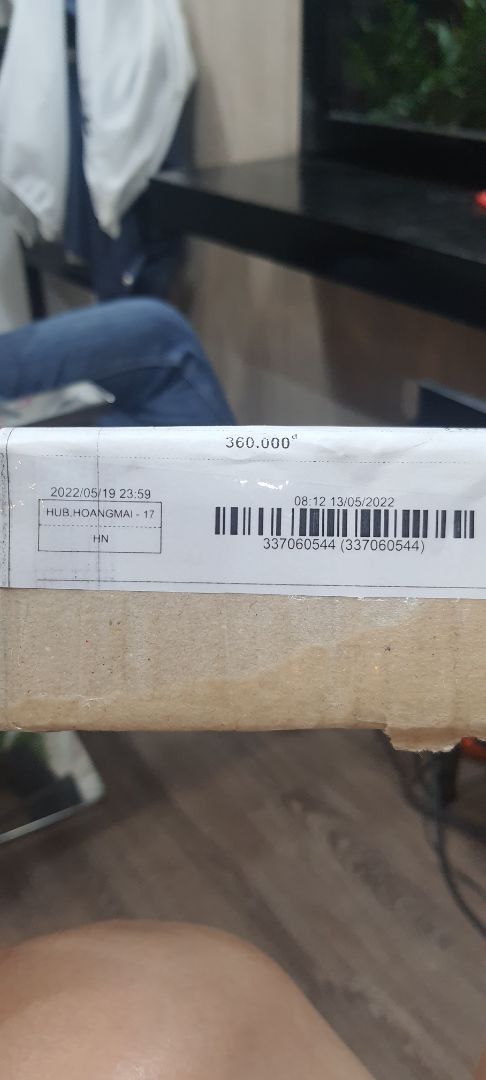 360.000đ
2022/05/19 23:59
HUB.HOANGMAI - 17
HN
08:12 13/05/2022
337060544 (337060544)